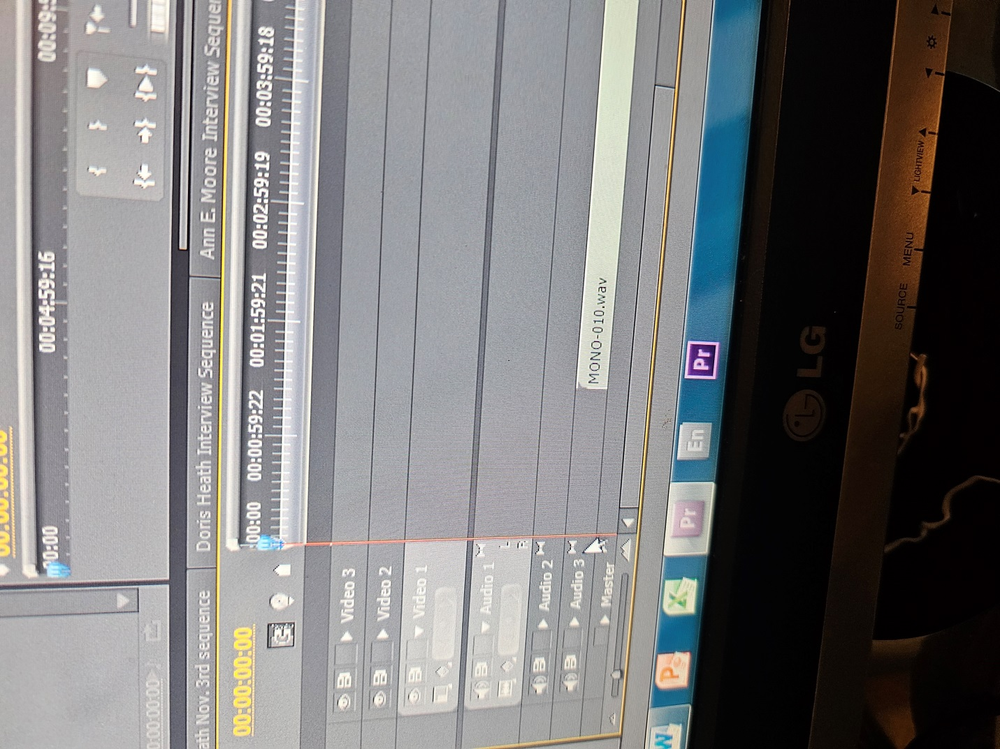 00:00
00:04:59:16
00:09:5
0:00:00:00
ath Nov. 3rd sequence
Doris Heath Interview Sequence
Ann E. Moore Interview Sequen
00:00:00:00
00:00
00:00:59:22
00:01:59:21
00:02:59:19
00:03:59:18
Video 3
Video 2
Video 1
Audio 1
L
R
Audio 2
Audio 3
Master
MONO-010.wav
W
P
X
Pr
En
Pr
LG
SOURCE
MENU
LIGHTVIEW